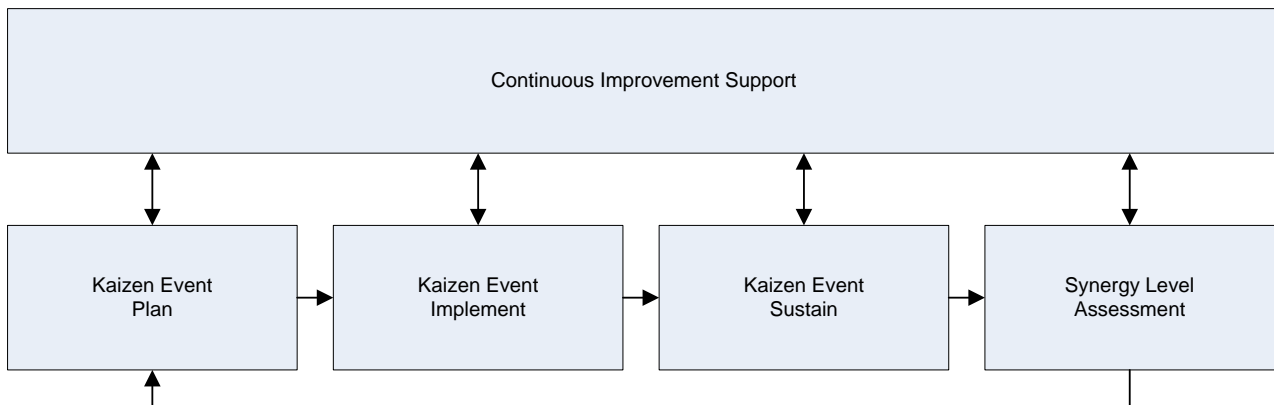 Continuous Improvement Support
Kaizen Event
Plan
Kaizen Event
Implement
Kaizen Event
Sustain
Synergy Level
Assessment